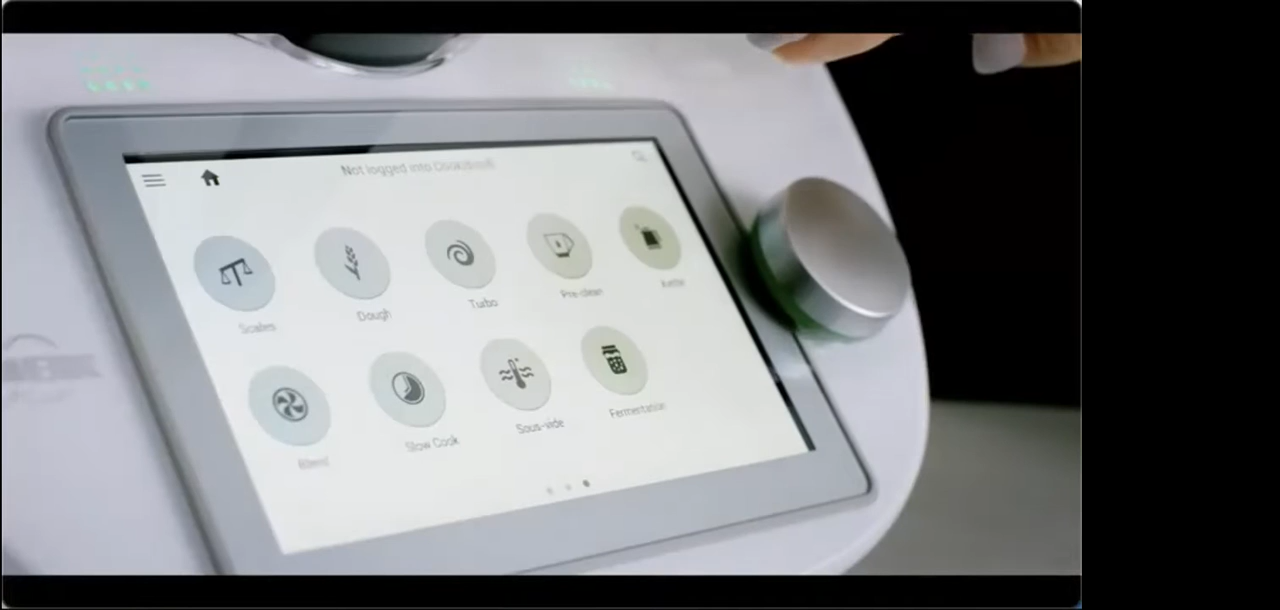 Not logged into Cookidoo®
Scales
Dough
Turbo
Pre-clean
Kettle
Blend
Slow Cook
Sous-vide
Fermentation